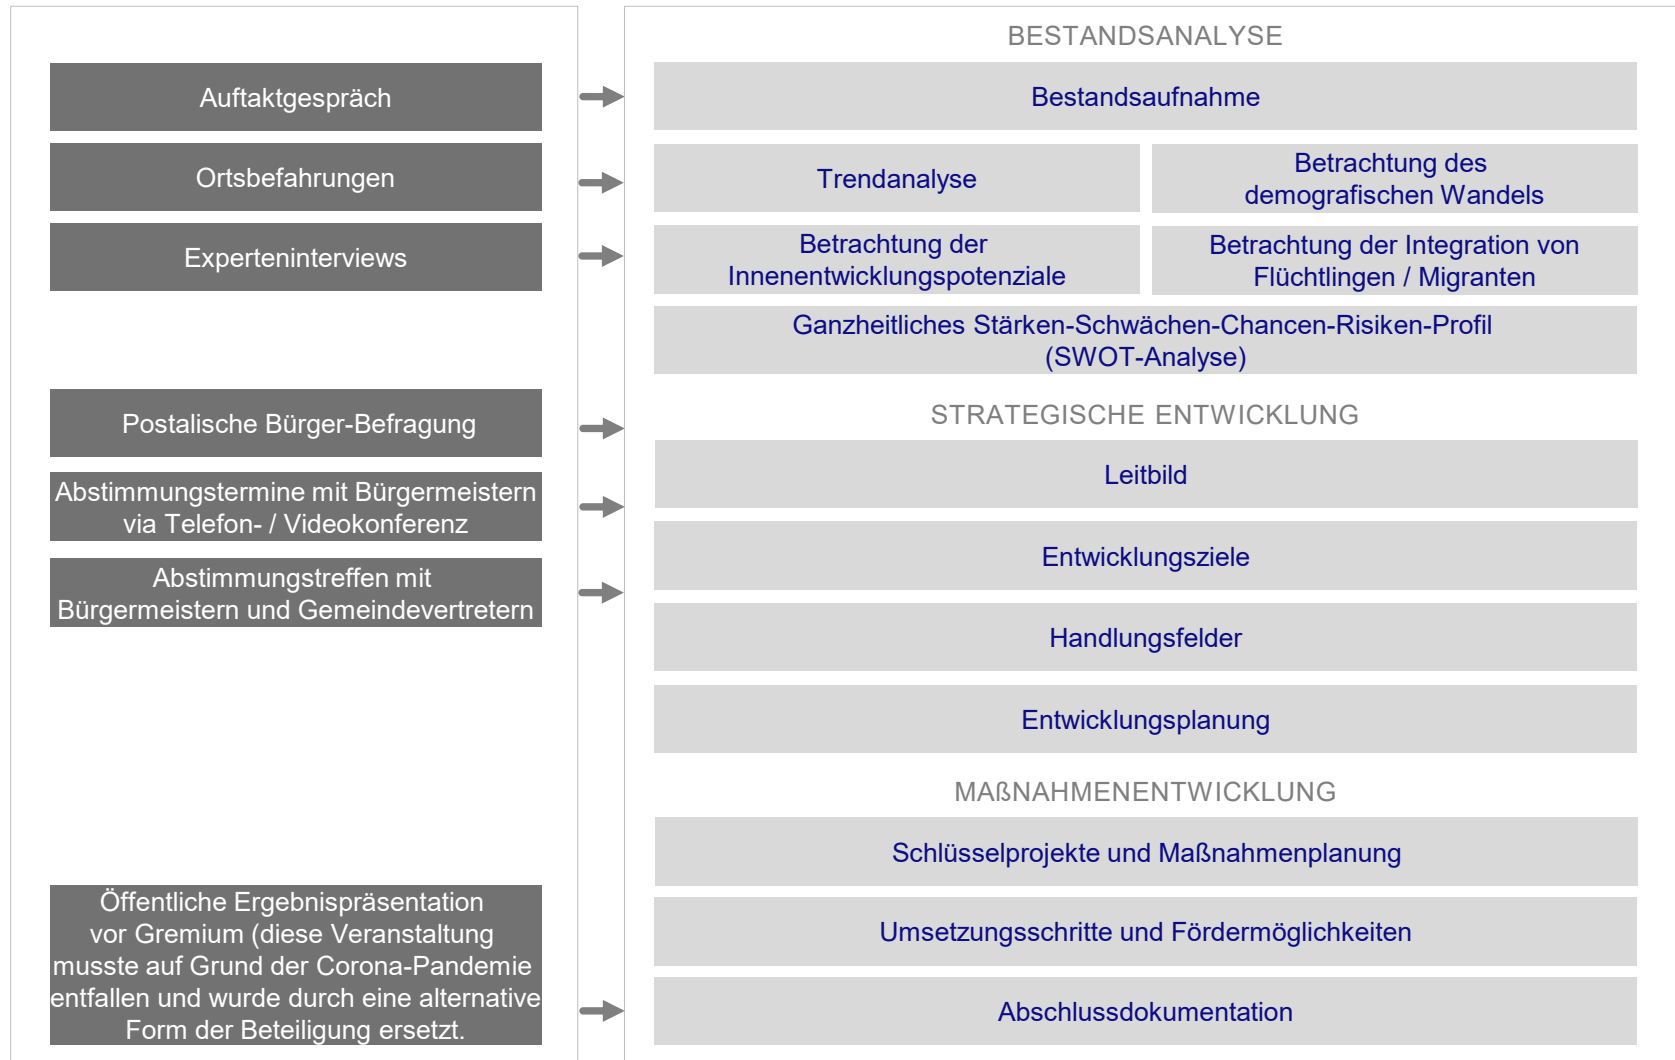 Auftaktgespräch
Ortsbefahrungen
Experteninterviews
Postalische Bürger-Befragung
Abstimmungstermine mit Bürgermeistern
via Telefon- / Videokonferenz
Abstimmungstreffen mit
Bürgermeistern und Gemeindevertretern
Öffentliche Ergebnispräsentation
vor Gremium (diese Veranstaltung
musste auf Grund der Corona-Pandemie
entfallen und wurde durch eine alternative
Form der Beteiligung ersetzt.
BESTANDSANALYSE
Bestandsaufnahme
Trendanalyse
Betrachtung des
demografischen Wandels
Betrachtung der
Innenentwicklungspotenziale
Betrachtung der Integration von
Flüchtlingen / Migranten
Ganzheitliches Stärken-Schwächen-Chancen-Risiken-Profil
(SWOT-Analyse)
STRATEGISCHE ENTWICKLUNG
Leitbild
Entwicklungsziele
Handlungsfelder
Entwicklungsplanung
MAßNAHMENENTWICKLUNG
Schlüsselprojekte und Maßnahmenplanung
Umsetzungsschritte und Fördermöglichkeiten
Abschlussdokumentation